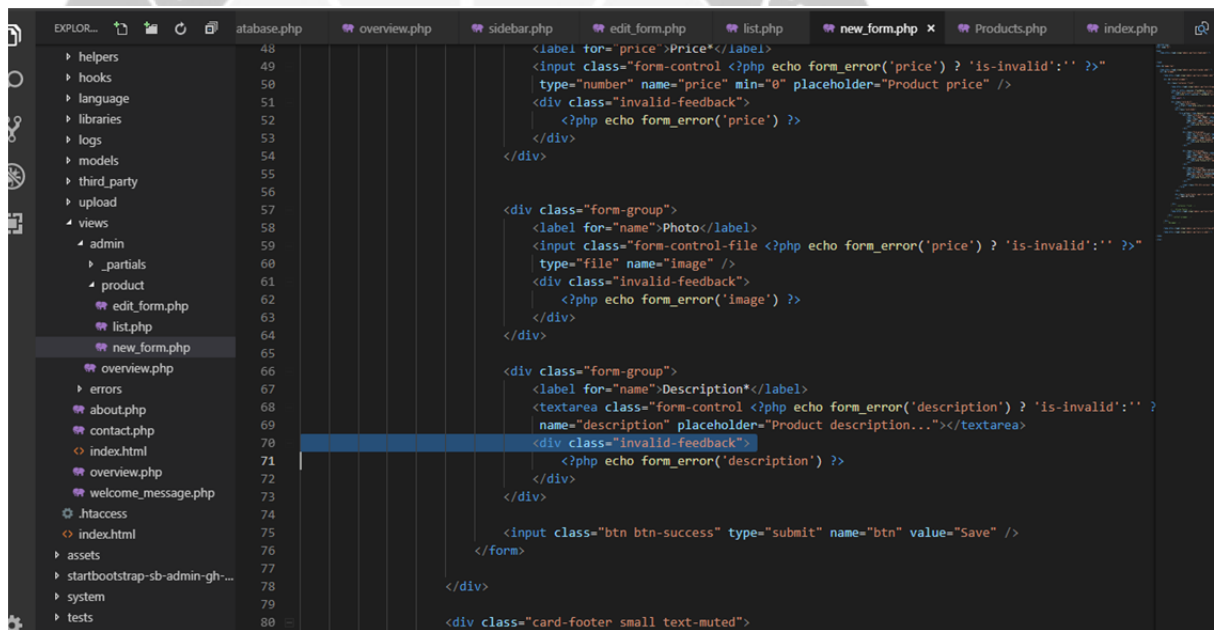 EXPLOR...
atabase.php
overview.php
sidebar.php
edit_form.php
list.php
new_form.php
Products.php
index.php
helpers
hooks
language
libraries
logs
models
third_party
upload
views
admin
_partials
product
edit_form.php
list.php
new_form.php
overview.php
errors
about.php
contact.php
index.html
overview.php
welcome_message.php
.htaccess
index.html
assets
startbootstrap-sb-admin-gh-...
system
tests
48 <label for="price">Price*</label>
49 <input class="form-control <?php echo form_error('price') ? 'is-invalid':'' ?>"
50 type="number" name="price" min="0" placeholder="Product price" />
51 <div class="invalid-feedback">
52 <?php echo form_error('price') ?>
53 </div>
54 </div>
55
56
57 <div class="form-group">
58 <label for="name">Photo</label>
59 <input class="form-control-file <?php echo form_error('price') ? 'is-invalid':'' ?>"
60 type="file" name="image" />
61 <div class="invalid-feedback">
62 <?php echo form_error('image') ?>
63 </div>
64 </div>
65
66 <div class="form-group">
67 <label for="name">Description*</label>
68 <textarea class="form-control <?php echo form_error('description') ? 'is-invalid':'' ?
69 name="description" placeholder="Product description..."></textarea>
70 <div class="invalid-feedback">
71 <?php echo form_error('description') ?>
72 </div>
73 </div>
74
75 <input class="btn btn-success" type="submit" name="btn" value="Save" />
76 </form>
77
78 </div>
79
80 <div class="card-footer small text-muted">